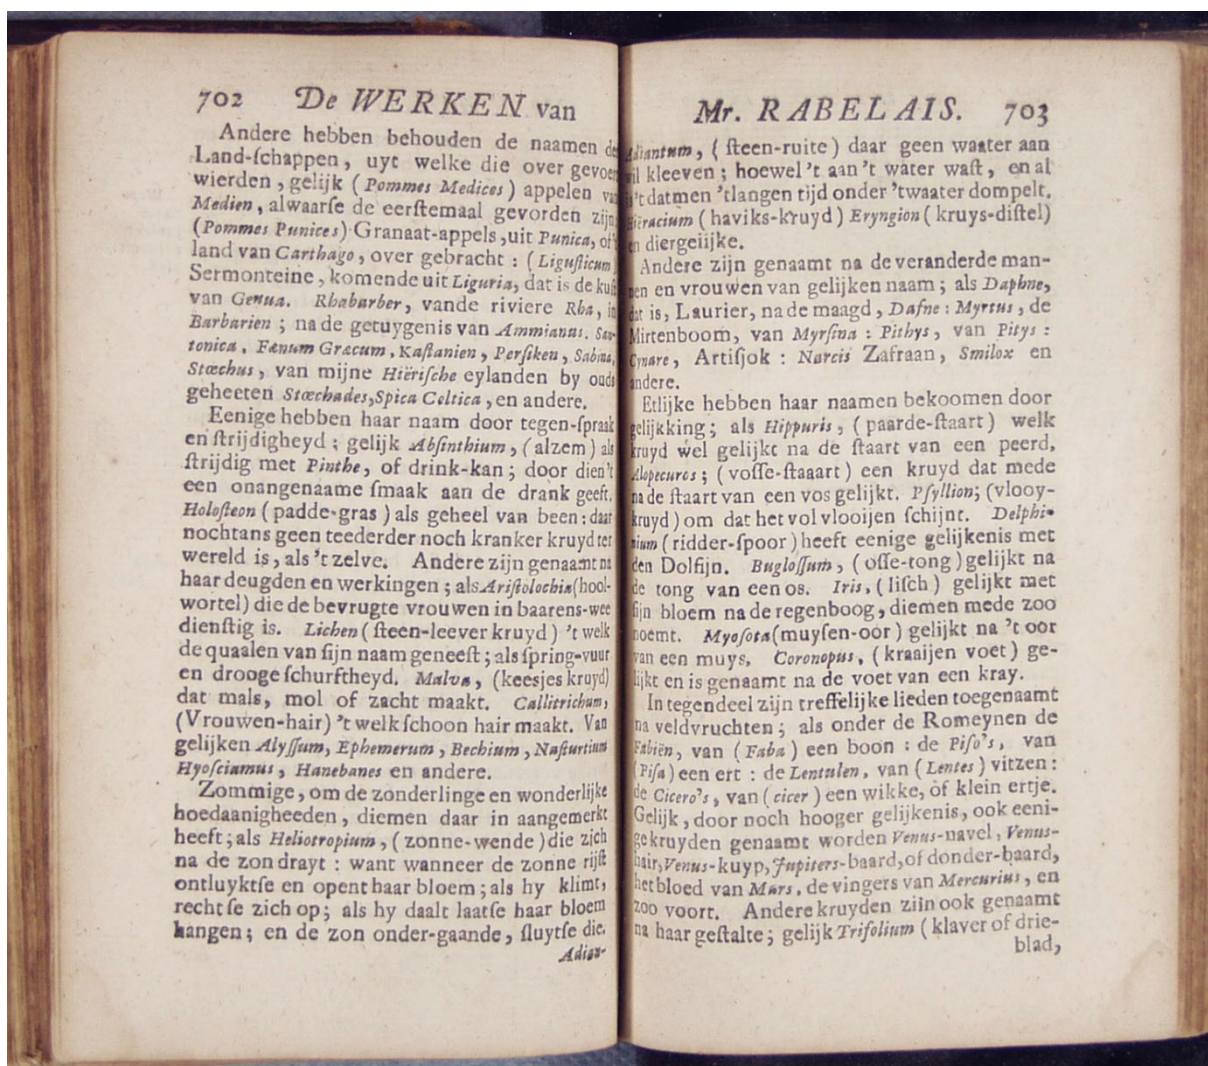 702 De WERKEN van
Andere hebben behouden de naamen der
Land-ſchappen, uyt welke die over gevoert
wierden, gelijk (Pommes Medices) appelen van
Medien, alwaarſe de eerſtemaal gevorden zijn;
(Pommes Punices) Granaat-appels, uit Punica, of't
land van Carthago, over gebracht: (Liguſticum)
Sermonteine, komende uit Liguria, dat is de kuſt
van Genua. Rhabarber, vande riviere Rha, in
Barbarien; na de getuygenis van Ammianus. San-
tonica, Fænum Græcum, Kaſtanien, Perſiken, Sabina,
Stœchus, van mijne Hiëriſche eylanden by ouds
geheeten Stœchades, Spica Celtica, en andere.
Eenige hebben haar naam door tegen-ſpraak
en ſtrijdigheyd; gelijk Abſinthium, (alzem) als
ſtrijdig met Pinthe, of drink-kan; door dien't
een onangenaame ſmaak aan de drank geeft.
Holoſteon (padde-gras) als geheel van been: daar
nochtans geen teederder noch kranker kruyd ter
wereld is, als 't zelve. Andere zijn genaamt na
haar deugden en werkingen; als Ariſtolochia (hool-
wortel) die de bevrugte vrouwen in baarens-wee
dienſtig is. Lichen (ſteen-leever kruyd) 't welk
de quaalen van ſijn naam geneeſt; als ſpring-vuur
en drooge ſchurftheyd. Malva, (keesjes kruyd)
dat mals, mol of zacht maakt. Callitrichum,
(Vrouwen-hair) 't welk ſchoon hair maakt. Van
gelijken Alyſſum, Ephemerum, Bechium, Naſturtium
Hyoſciamus, Hanebanes en andere.
Zommige, om de zonderlinge en wonderlijke
hoedaanigheeden, diemen daar in aangemerkt
heeft; als Heliotropium, (zonne-wende) die zich
na de zon drayt: want wanneer de zonne rijſt
ontluyktſe en opent haar bloem; als hy klimt,
rechtſe zich op; als hy daalt laatſe haar bloem
hangen; en de zon onder-gaande, ſluytſe die.
Adian-
Mr. RABELAIS. 703
Adiantum, (ſteen-ruite) daar geen waater aan
wil kleeven; hoewel 't aan 't water waſt, en al
is 't datmen 't langen tijd onder 't waater dompelt.
Hiëracium (haviks-kruyd) Eryngion (kruys-diſtel)
en diergeiijke.
Andere zijn genaamt na de veranderde man-
nen en vrouwen van gelijken naam; als Daphne,
dat is, Laurier, na de maagd, Dafne: Myrtus, de
Mirtenboom, van Myrſina: Pithys, van Pitys:
Cynare, Artiſjok: Narcis Zafraan, Smilox en
andere.
Etlijke hebben haar naamen bekoomen door
gelijkking; als Hippuris, (paarde-ſtaart) welk
kruyd wel gelijkt na de ſtaart van een peerd,
Alopecuros; (voſſe-ſtaaart) een kruyd dat mede
na de ſtaart van een vos gelijkt. Pſyllion; (vlooy-
kruyd) om dat het vol vlooijen ſchijnt. Delphi-
nium (ridder-ſpoor) heeft eenige gelijkenis met
den Dolfijn. Bugloſſum, (oſſe-tong) gelijkt na
de tong van een os. Iris, (liſch) gelijkt met
ſijn bloem na de regenboog, diemen mede zoo
noemt. Myoſota (muyſen-oor) gelijkt na 't oor
van een muys. Coronopus, (kraaijen voet) ge-
lijkt en is genaamt na de voet van een kray.
In tegendeel zijn treffelijke lieden toegenaamt
na veldvruchten; als onder de Romeynen de
Fabiën, van (Faba) een boon: de Piſo's, van
(Piſa) een ert: de Lentulen, van (Lentes) vitzen:
de Cicero's, van (cicer) een wikke, of klein ertje.
Gelijk, door noch hooger gelijkenis, ook eeni-
ge kruyden genaamt worden Venus-navel, Venus-
hair, Venus-kuyp, Jupiters-baard, of donder-baard,
het bloed van Mars, de vingers van Mercurius, en
zoo voort. Andere kruyden zijn ook genaamt
na haar geſtalte; gelijk Trifolium (klaver of drie-
blad,